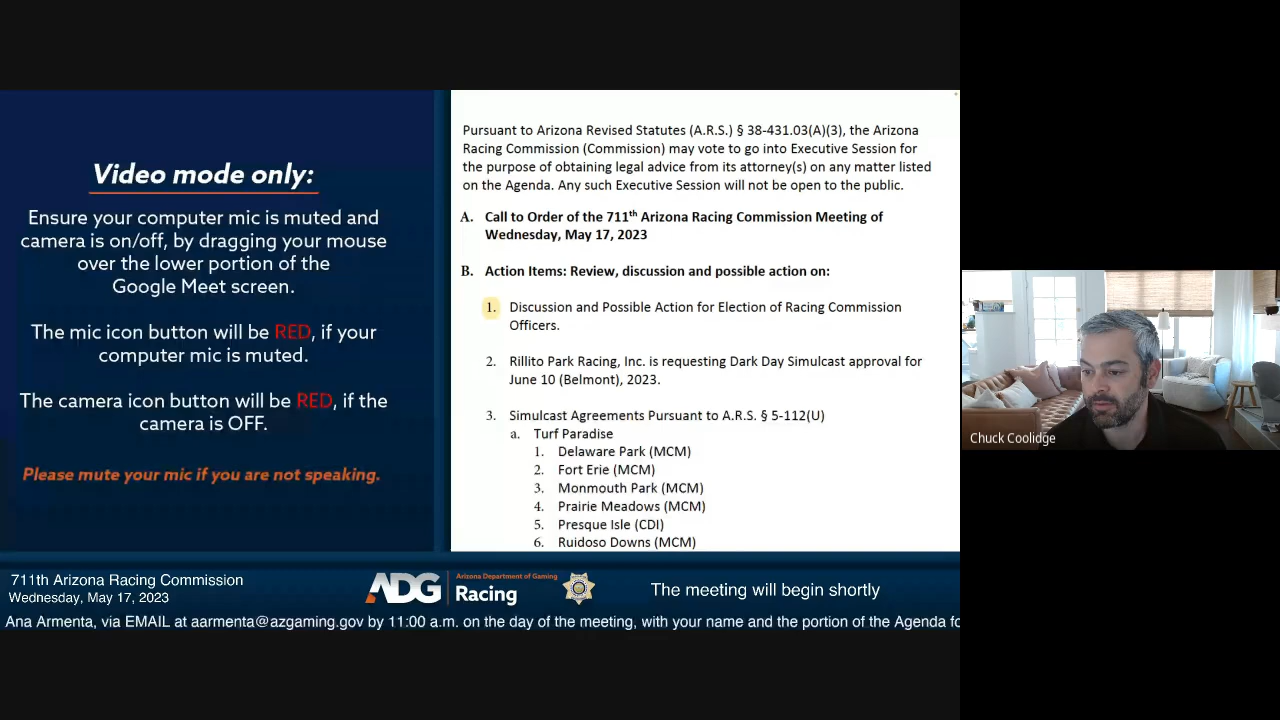 Video mode only:
Ensure your computer mic is muted and
camera is on/off, by dragging your mouse
over the lower portion of the
Google Meet screen.
The mic icon button will be RED, if your
computer mic is muted.
The camera icon button will be RED, if the
camera is OFF.
Please mute your mic if you are not speaking.
Pursuant to Arizona Revised Statutes (A.R.S.) § 38-431.03(A)(3), the Arizona
Racing Commission (Commission) may vote to go into Executive Session for
the purpose of obtaining legal advice from its attorney(s) on any matter listed
on the Agenda. Any such Executive Session will not be open to the public.
A. Call to Order of the 711th Arizona Racing Commission Meeting of
Wednesday, May 17, 2023
B. Action Items: Review, discussion and possible action on:
1. Discussion and Possible Action for Election of Racing Commission
Officers.
2. Rillito Park Racing, Inc. is requesting Dark Day Simulcast approval for
June 10 (Belmont), 2023.
3. Simulcast Agreements Pursuant to A.R.S. § 5-112(U)
a. Turf Paradise
1. Delaware Park (MCM)
2. Fort Erie (MCM)
3. Monmouth Park (MCM)
4. Prairie Meadows (MCM)
5. Presque Isle (CDI)
6. Ruidoso Downs (MCM)
Chuck Coolidge
711th Arizona Racing Commission
Wednesday, May 17, 2023
ADG
Arizona Department of Gaming
Racing
The meeting will begin shortly
Ana Armenta, via EMAIL at aarmenta@azgaming.gov by 11:00 a.m. on the day of the meeting, with your name and the portion of the Agenda fo